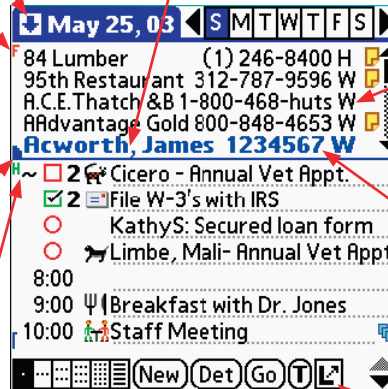 May 25, 03 S M T W T F S
F 84 Lumber (1) 246-8400 H
95th Restaurant 312-787-9596 W
A.C.E.Thatch &B 1-800-468-huts W
AAdvantage Gold 800-848-4653 W
Acworth, James 1234567 W
H ~ 2 Cicero - Annual Vet Appt.
2 File W-3's with IRS
KathyS: Secured loan form
Limbe, Mali- Annual Vet Appt
8:00
9:00 Breakfast with Dr. Jones
10:00 Staff Meeting
New Det Go T